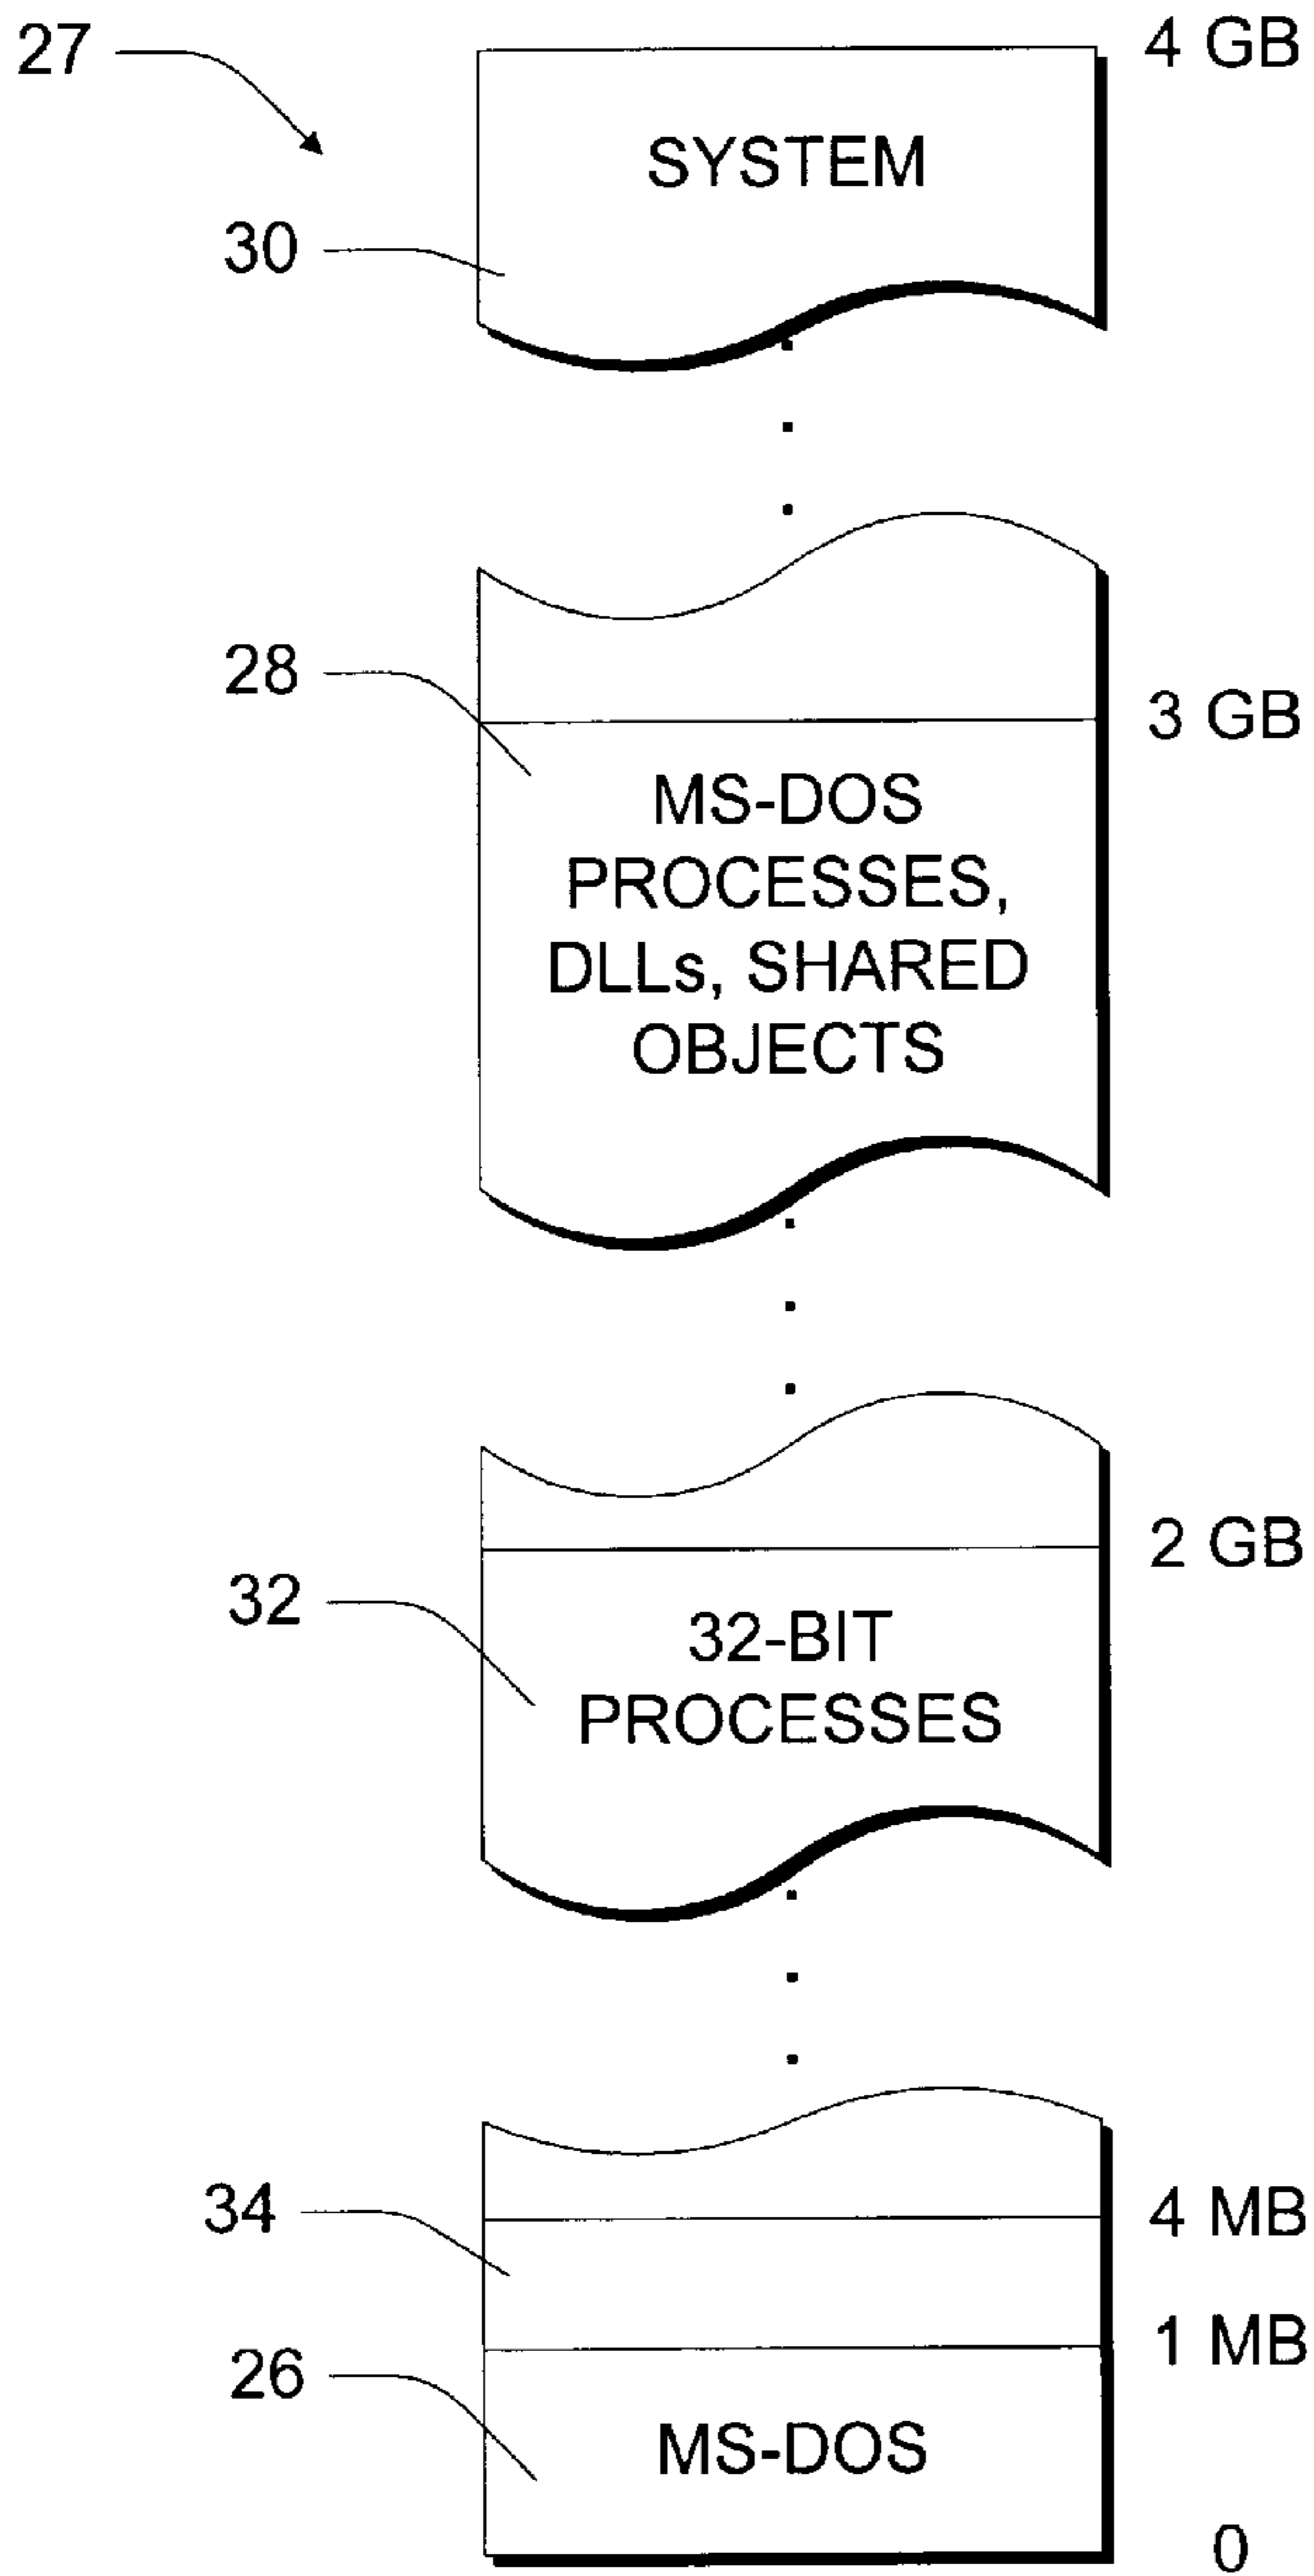 27
4 GB
SYSTEM
30
28
3 GB
MS-DOS
PROCESSES,
DLLs, SHARED
OBJECTS
2 GB
32
32-BIT
PROCESSES
34
4 MB
1 MB
26
MS-DOS
0